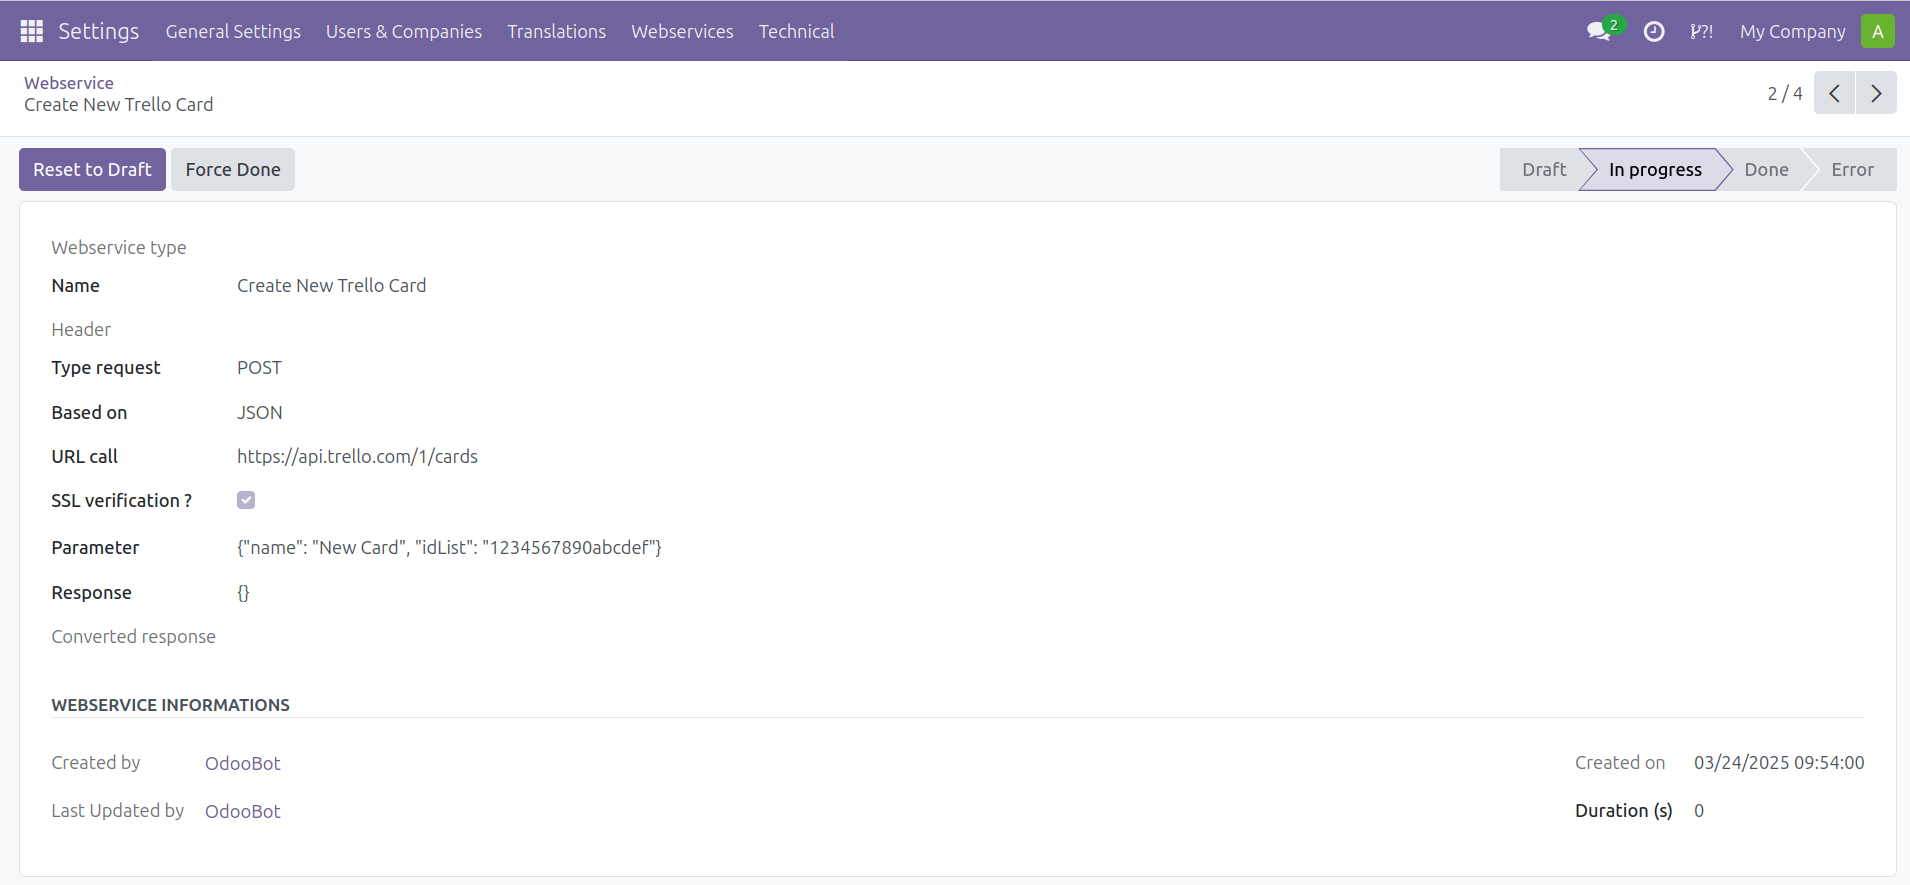 Settings General Settings Users & Companies Translations Webservices Technical 2 ?! My Company A
Webservice
Create New Trello Card
2 / 4
Reset to Draft Force Done Draft In progress Done Error
Webservice type
Name Create New Trello Card
Header
Type request POST
Based on JSON
URL call https://api.trello.com/1/cards
SSL verification ?
Parameter {"name": "New Card", "idList": "1234567890abcdef"}
Response {}
Converted response
WEBSERVICE INFORMATIONS
Created by OdooBot Created on 03/24/2025 09:54:00
Last Updated by OdooBot Duration (s) 0